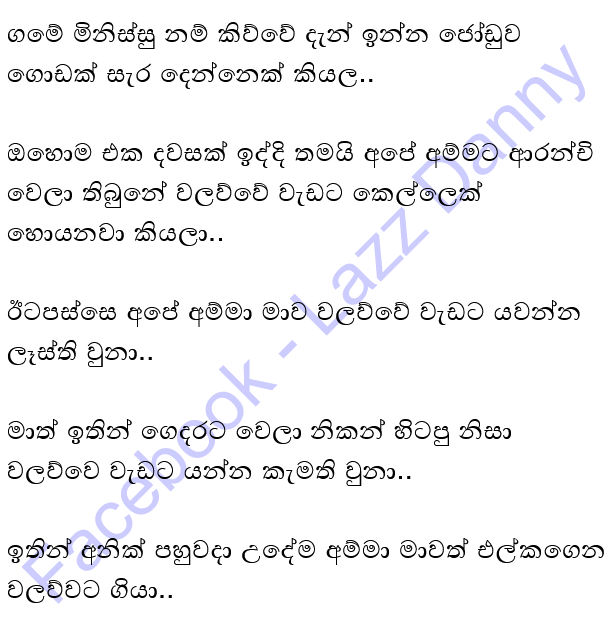 ගමේ මිනිස්සු නම් කිව්වේ දැන් ඉන්න ජෝඩුව
ගොඩක් සැර දෙන්නෙක් කියල..
ඔහොම එක දවසක් ඉද්දි තමයි අපේ අම්මට ආරන්චි
වෙලා තිබුනේ වලව්වේ වැඩට කෙල්ලෙක්
හොයනවා කියලා..
ඊටපස්සෙ අපේ අම්මා මාව වලව්වේ වැඩට යවන්න
ලෑස්ති වුනා..
මාත් ඉතින් ගෙදරට වෙලා නිකන් හිටපු නිසා
වලව්වෙ වැඩට යන්න කැමති වුනා..
ඉතින් අනික් පහුවදා උදේම අම්මා මාවත් එල්කගෙන
වලව්වට ගියා..
Facebook - Lazz Danny